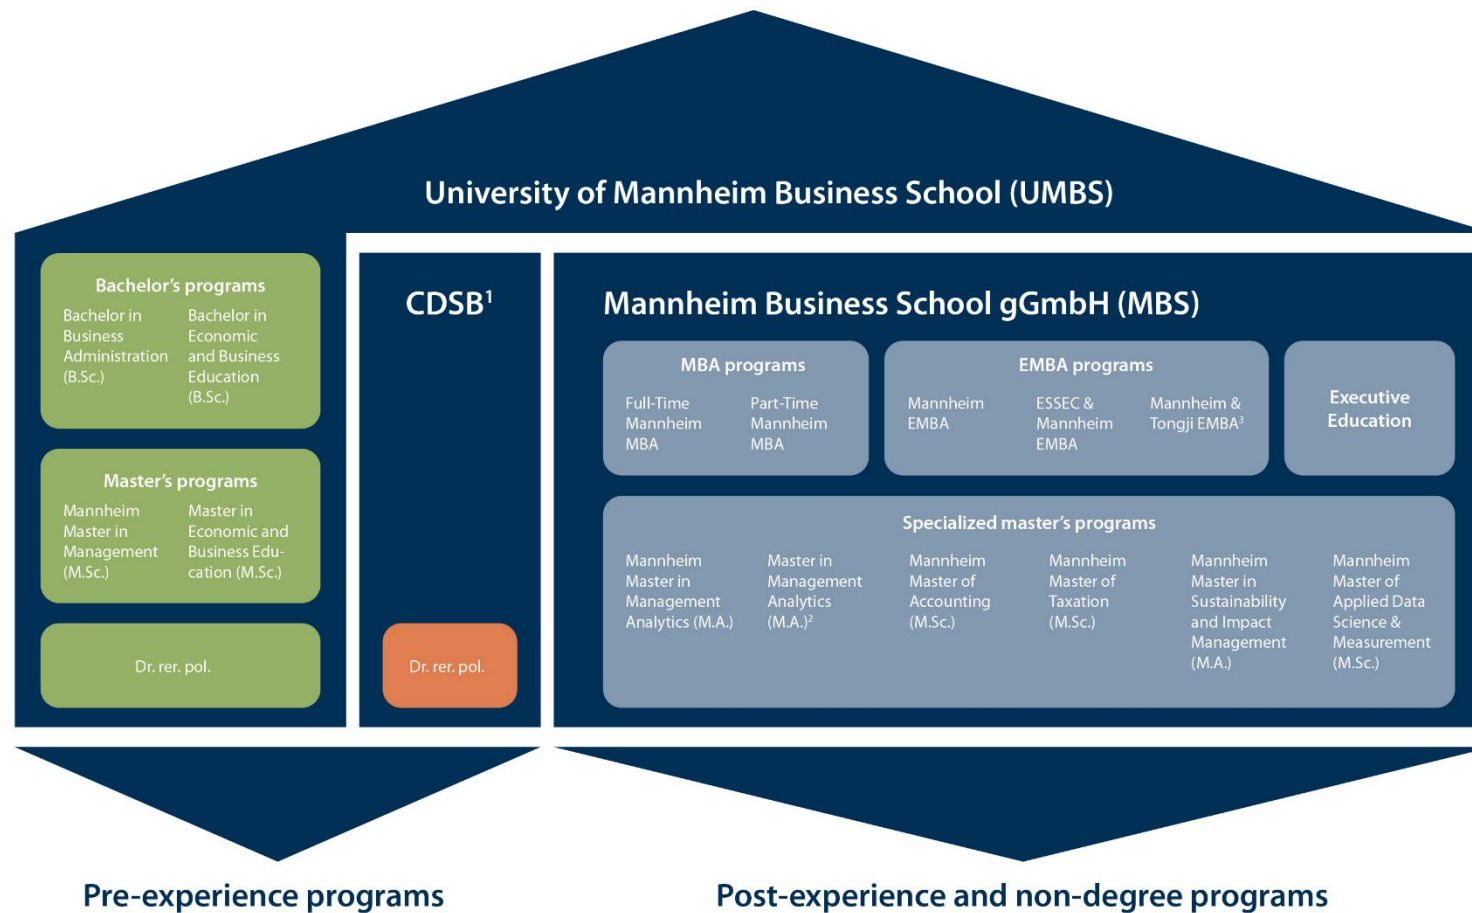 University of Mannheim Business School (UMBS)
Bachelor's programs
Bachelor in
Business
Administration
(B.Sc.)
Bachelor in
Economic
and Business
Education
(B.Sc.)
Master's programs
Mannheim
Master in
Management
(M.Sc.)
Master in
Economic and
Business Edu-
cation (M.Sc.)
Dr. rer. pol.
CDSB¹
Dr. rer. pol.
Mannheim Business School gGmbH (MBS)
MBA programs
Full-Time
Mannheim
MBA
Part-Time
Mannheim
MBA
EMBA programs
Mannheim
EMBA
ESSEC &
Mannheim
EMBA
Mannheim &
Tongji EMBA³
Executive
Education
Specialized master's programs
Mannheim
Master in
Management
Analytics (M.A.)
Master in
Management
Analytics
(M.A.)²
Mannheim
Master of
Accounting
(M.Sc.)
Mannheim
Master of
Taxation
(M.Sc.)
Mannheim
Master in
Sustainability
and Impact
Management
(M.A.)
Mannheim
Master of
Applied Data
Science &
Measurement
(M.Sc.)
Pre-experience programs
Post-experience and non-degree programs